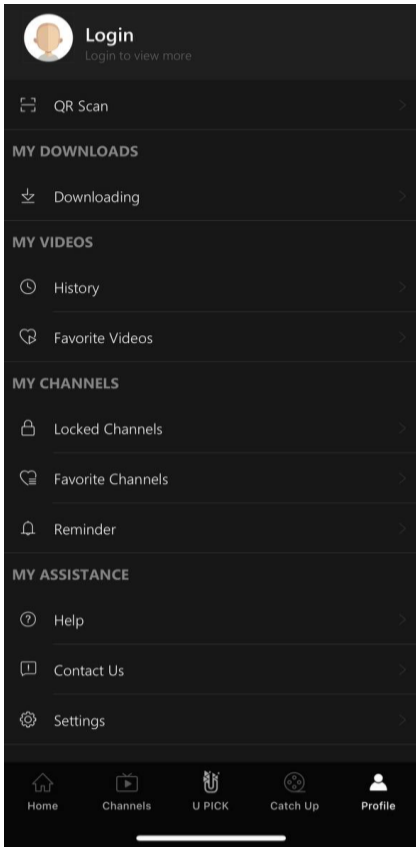 Login
Login to view more
QR Scan
MY DOWNLOADS
Downloading
MY VIDEOS
History
Favorite Videos
MY CHANNELS
Locked Channels
Favorite Channels
Reminder
MY ASSISTANCE
Help
Contact Us
Settings
Home Channels U PICK Catch Up Profile